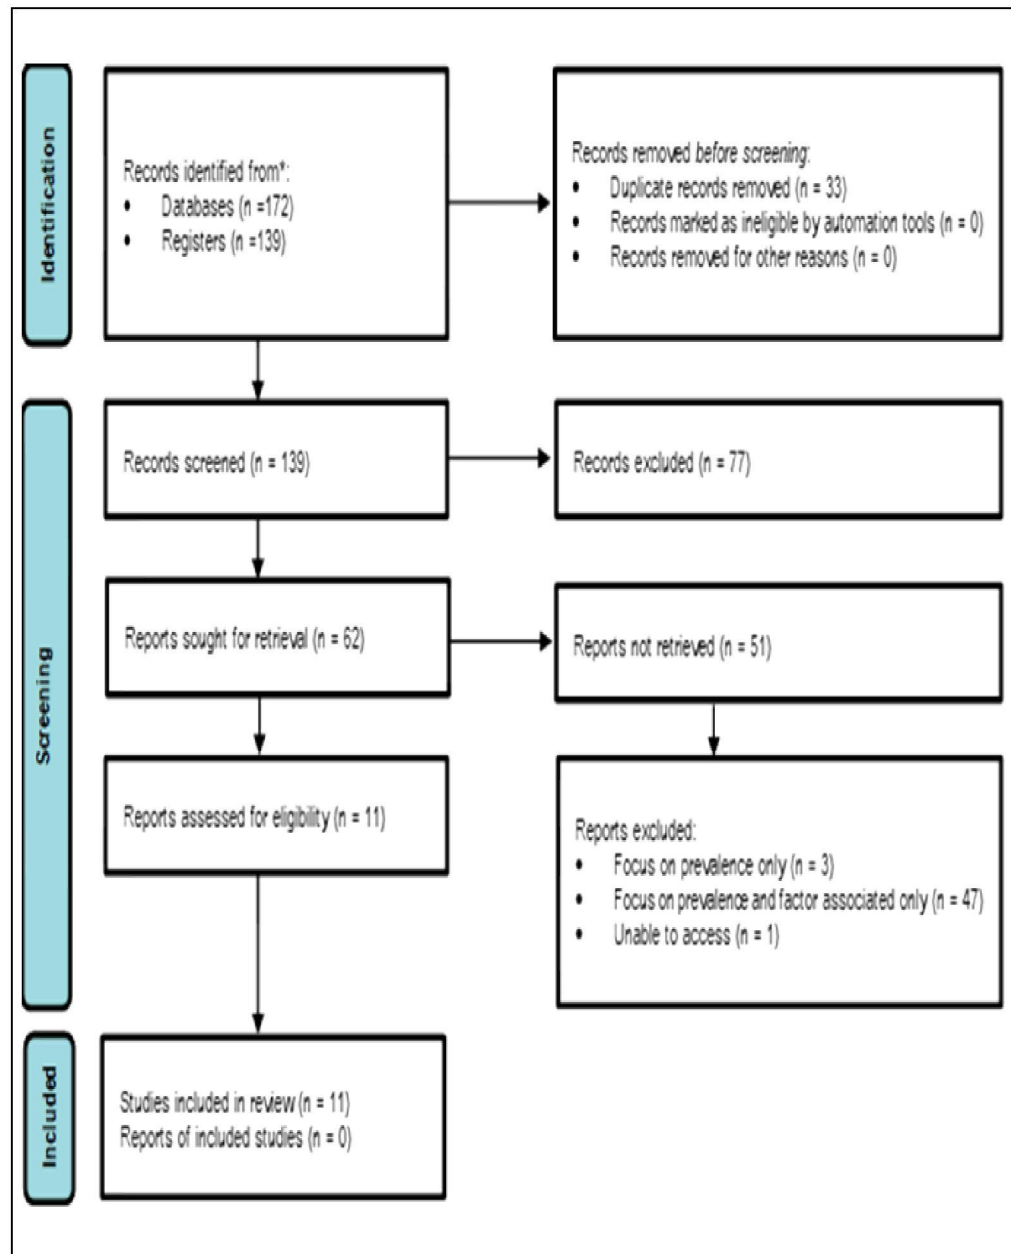 Identification
Records identified from*:
• Databases (n =172)
• Registers (n =139)
Records removed before screening:
• Duplicate records removed (n = 33)
• Records marked as ineligible by automation tools (n = 0)
• Records removed for other reasons (n = 0)
Screening
Records screened (n = 139)
Records excluded (n = 77)
Reports sought for retrieval (n = 62)
Reports not retrieved (n = 51)
Reports assessed for eligibility (n = 11)
Reports excluded:
• Focus on prevalence only (n = 3)
• Focus on prevalence and factor associated only (n = 47)
• Unable to access (n = 1)
Included
Studies included in review (n = 11)
Reports of included studies (n = 0)